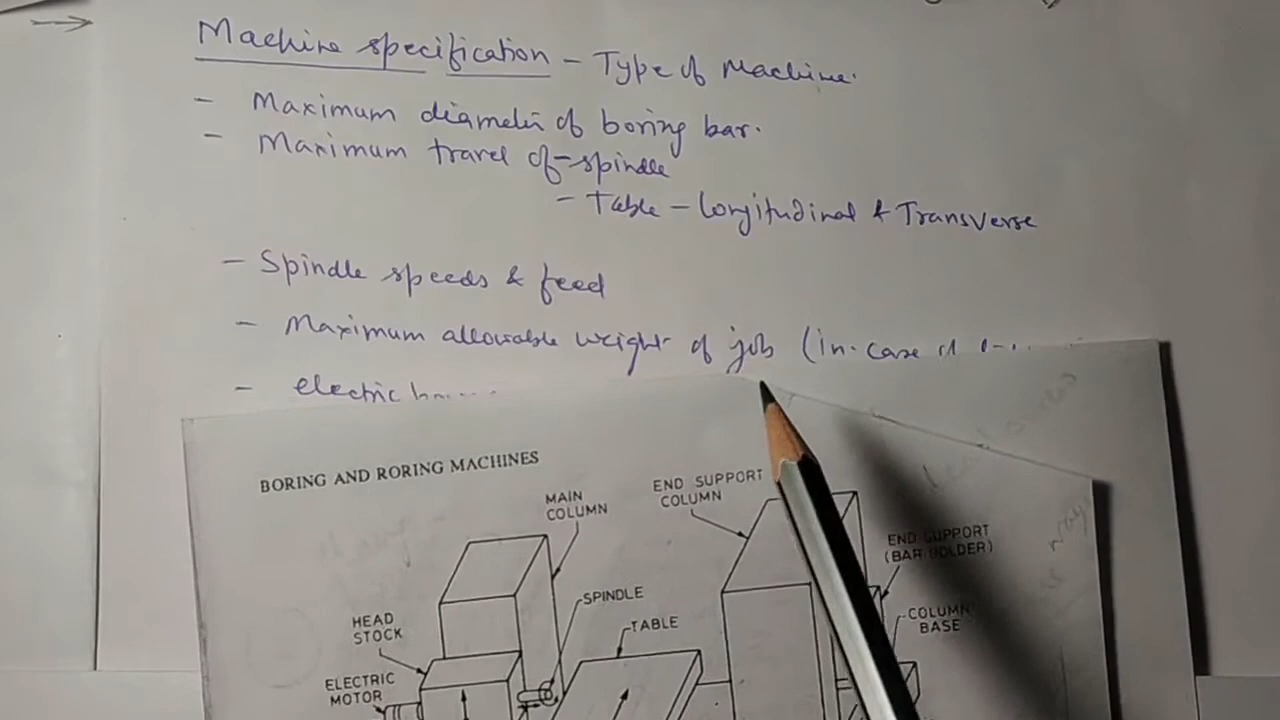 Machine specification - Type of Machine.
- Maximum diameter of boring bar.
- Maximum travel of - spindle
- Table - longitudinal & Transverse
- Spindle speeds & feed
- Maximum allowable weight of job (in case
- electric
BORING AND RORING MACHINES
MAIN
COLUMN
END SUPPORT
COLUMN
END SUPPORT
(BAR HOLDER)
SPINDLE
HEAD
STOCK
TABLE
COLUMN
BASE
ELECTRIC
MOTOR